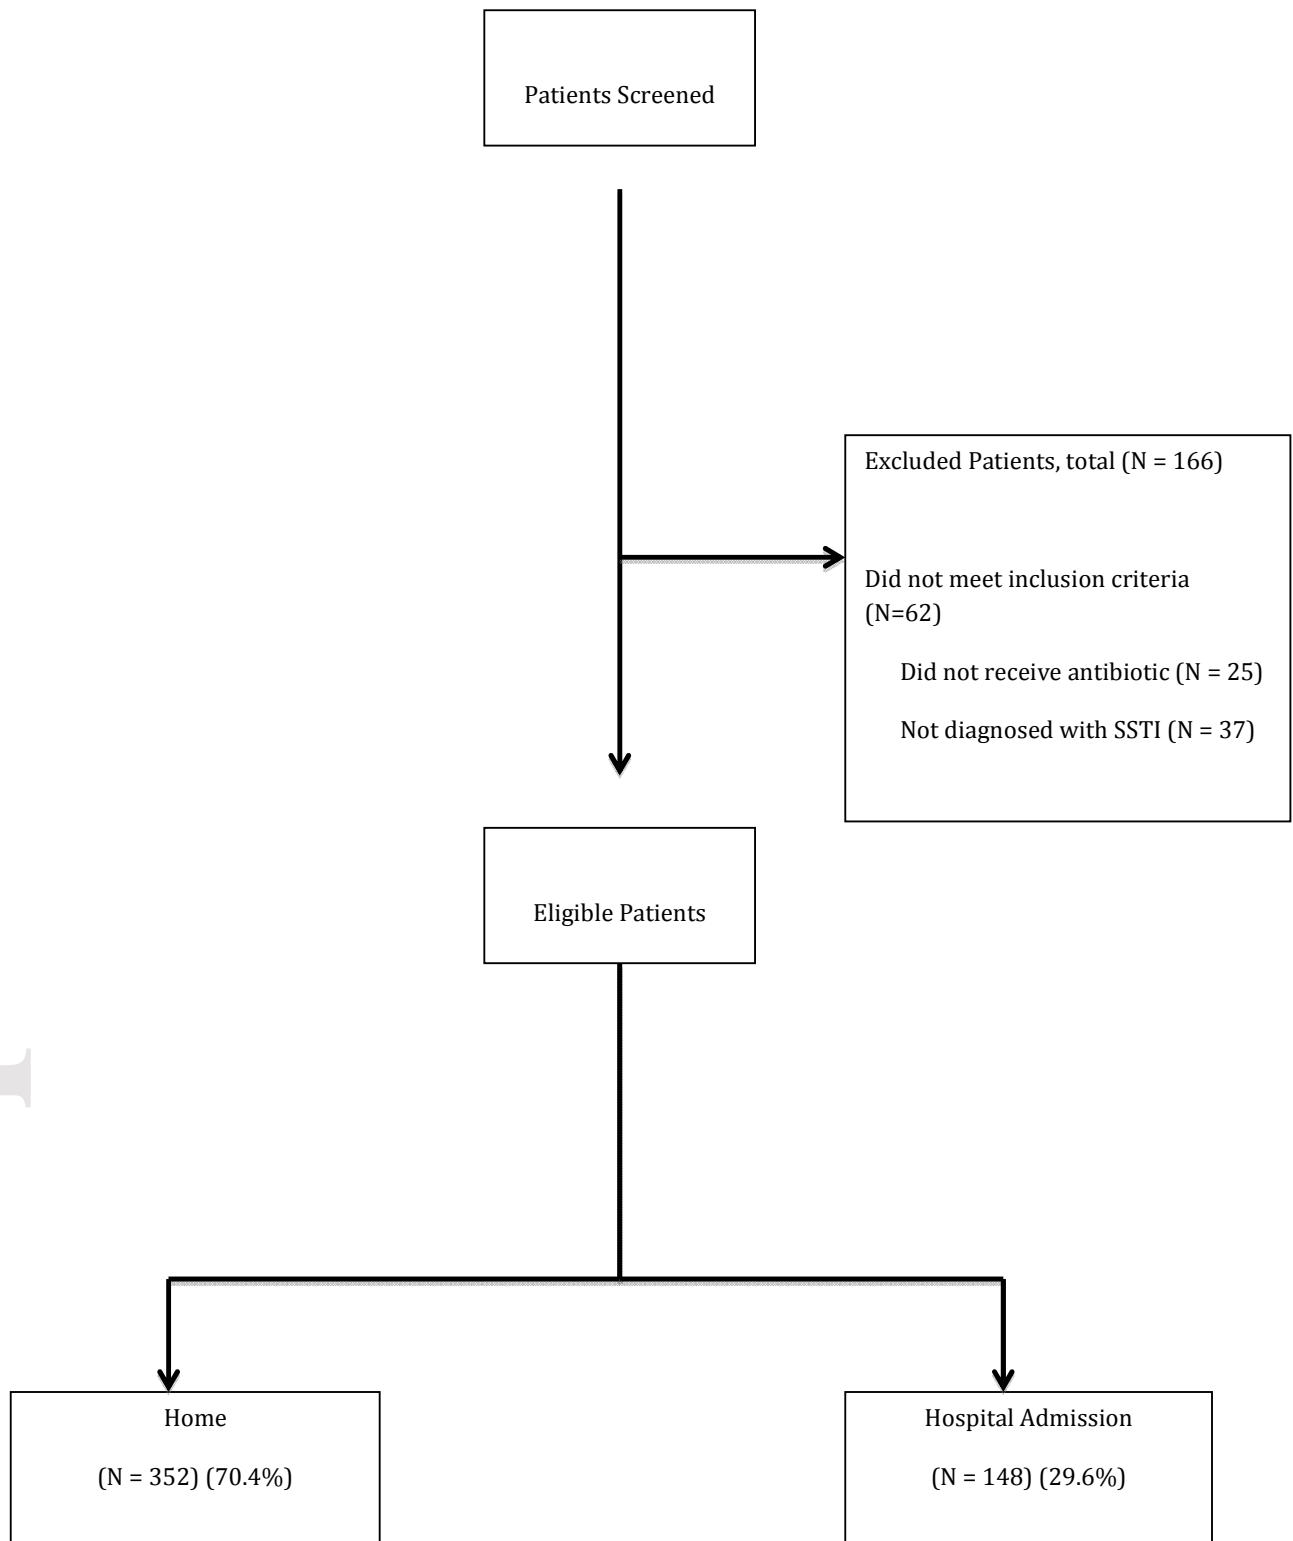 Patients Screened
Excluded Patients, total (N = 166)
Did not meet inclusion criteria
(N=62)
Did not receive antibiotic (N = 25)
Not diagnosed with SSTI (N = 37)
Eligible Patients
Home
(N = 352) (70.4%)
Hospital Admission
(N = 148) (29.6%)